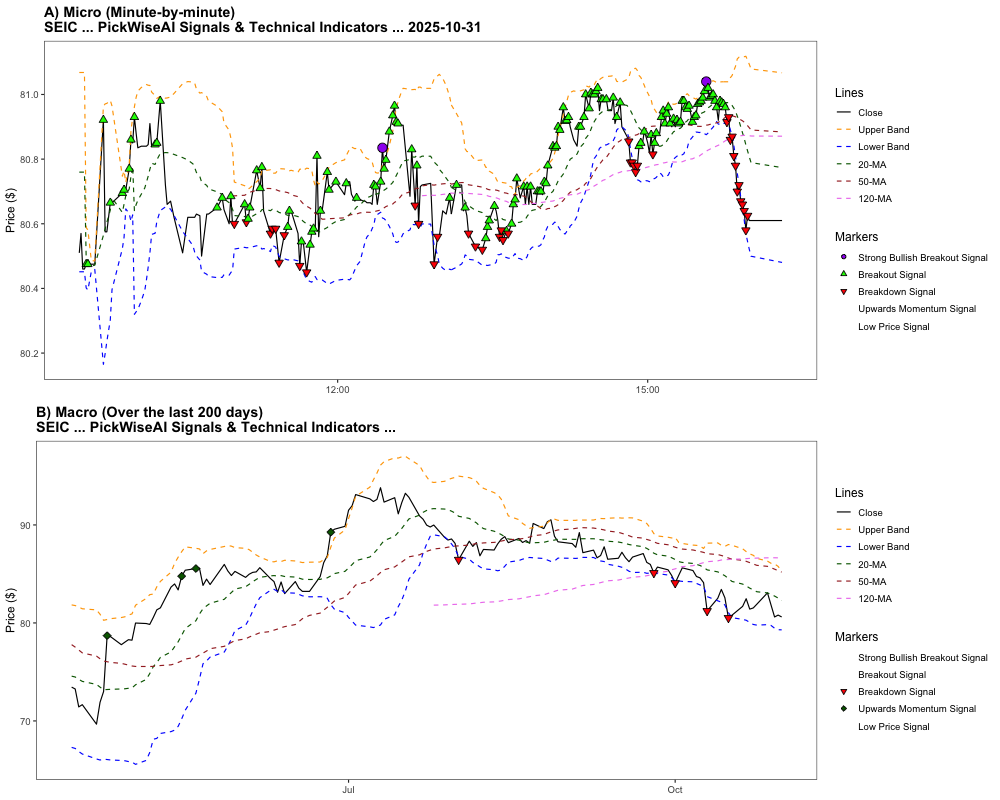 A) Micro (Minute-by-minute)
SEIC ... PickWiseAI Signals & Technical Indicators ... 2025-10-31
Price ($)
81.0
80.8
80.6
80.4
80.2
12:00
15:00
Lines
Close
Upper Band
Lower Band
20-MA
50-MA
120-MA
Markers
Strong Bullish Breakout Signal
Breakout Signal
Breakdown Signal
Upwards Momentum Signal
Low Price Signal
B) Macro (Over the last 200 days)
SEIC ... PickWiseAI Signals & Technical Indicators ...
Price ($)
90
80
70
Jul
Oct
Lines
Close
Upper Band
Lower Band
20-MA
50-MA
120-MA
Markers
Strong Bullish Breakout Signal
Breakout Signal
Breakdown Signal
Upwards Momentum Signal
Low Price Signal